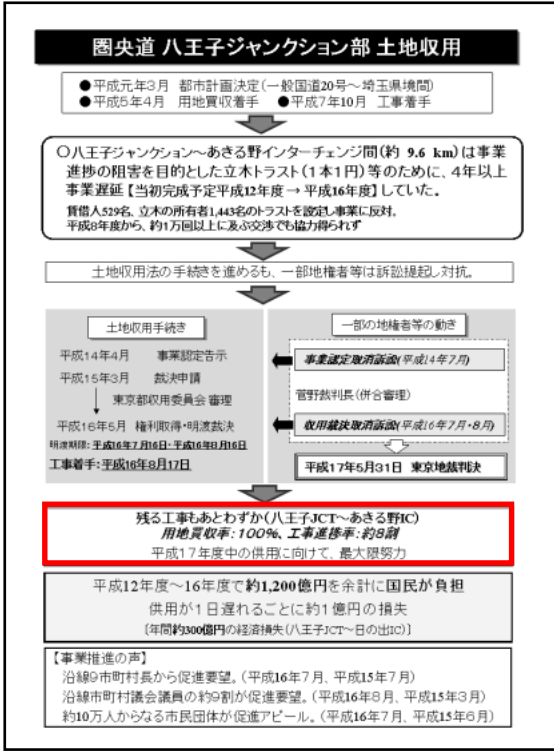 圏央道 八王子ジャンクション部 土地収用
●平成元年3月 都市計画決定(一般国道20号～埼玉県境間)
●平成5年4月 用地買収着手 ●平成7年10月 工事着手
○八王子ジャンクション～あきる野インターチェンジ間(約 9.6 km)は事業
進捗の阻害を目的とした立木トラスト(1本1円)等のために、4年以上
事業遅延【当初完成予定平成12年度 → 平成16年度】していた。
賃借人529名、立木の所有者1,443名のトラストを設定し事業に反対。
平成8年度から、約1万回以上に及ぶ交渉でも協力得られず
土地収用法の手続きを進めるも、一部地権者等は訴訟提起し対抗。
土地収用手続き
平成14年4月 事業認定告示
平成15年3月 裁決申請
東京都収用委員会 審理
平成16年5月 権利取得・明渡裁決
明渡期限:平成16年7月16日・平成16年8月16日
工事着手:平成16年8月17日
一部の地権者等の動き
事業認定取消訴訟(平成14年7月)
菅野裁判長(併合審理)
収用裁決取消訴訟(平成16年7月・8月)
平成17年5月31日 東京地裁判決
残る工事もあとわずか(八王子JCT～あきる野IC)
用地買収率:100%、工事進捗率:約8割
平成17年度中の供用に向けて、最大限努力
平成12年度～16年度で約1,200億円を余計に国民が負担
供用が1日遅れるごとに約1億円の損失
〔年間約300億円の経済損失(八王子JCT～日の出IC)〕
【事業推進の声】
沿線9市町村長から促進要望。(平成16年7月、平成15年7月)
沿線市町村議会議員の約9割が促進要望。(平成16年8月、平成15年3月)
約10万人からなる市民団体が促進アピール。(平成16年7月、平成15年6月)